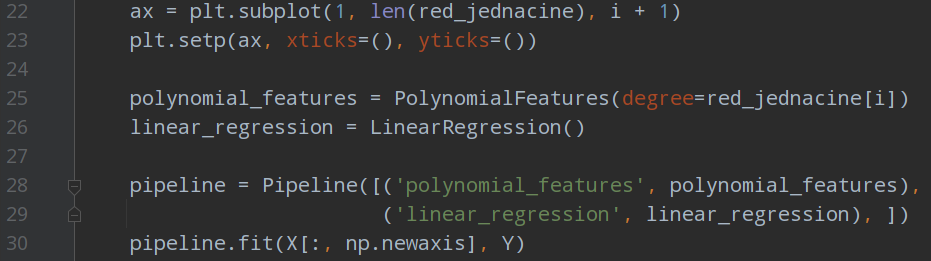 22 ax = plt.subplot(1, len(red_jednacine), i + 1)
23 plt.setp(ax, xticks=(), yticks=())
24
25 polynomial_features = PolynomialFeatures(degree=red_jednacine[i])
26 linear_regression = LinearRegression()
27
28 pipeline = Pipeline([('polynomial_features', polynomial_features),
29 ('linear_regression', linear_regression), ])
30 pipeline.fit(X[:, np.newaxis], Y)